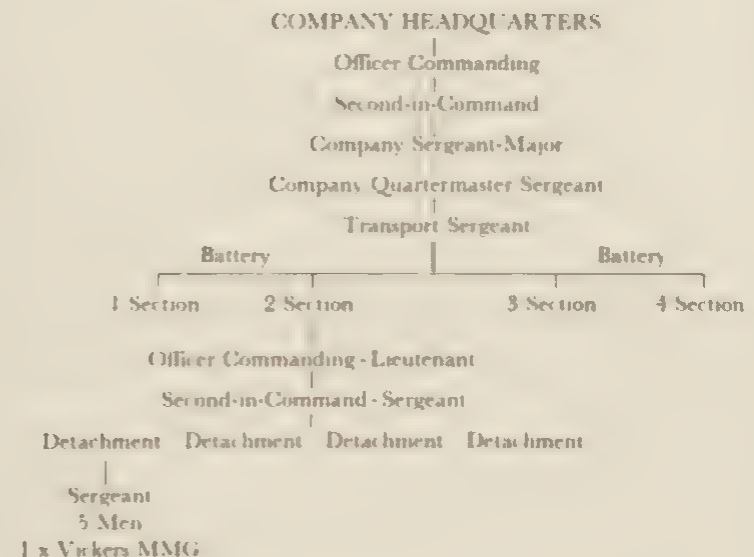 COMPANY HEADQUARTERS
Officer Commanding
Second-in-Command
Company Sergeant-Major
Company Quartermaster Sergeant
Transport Sergeant
Battery Battery
1 Section 2 Section 3 Section 4 Section
Officer Commanding - Lieutenant
Second-in-Command - Sergeant
Detachment Detachment Detachment Detachment
Sergeant
5 Men
1 x Vickers MMG